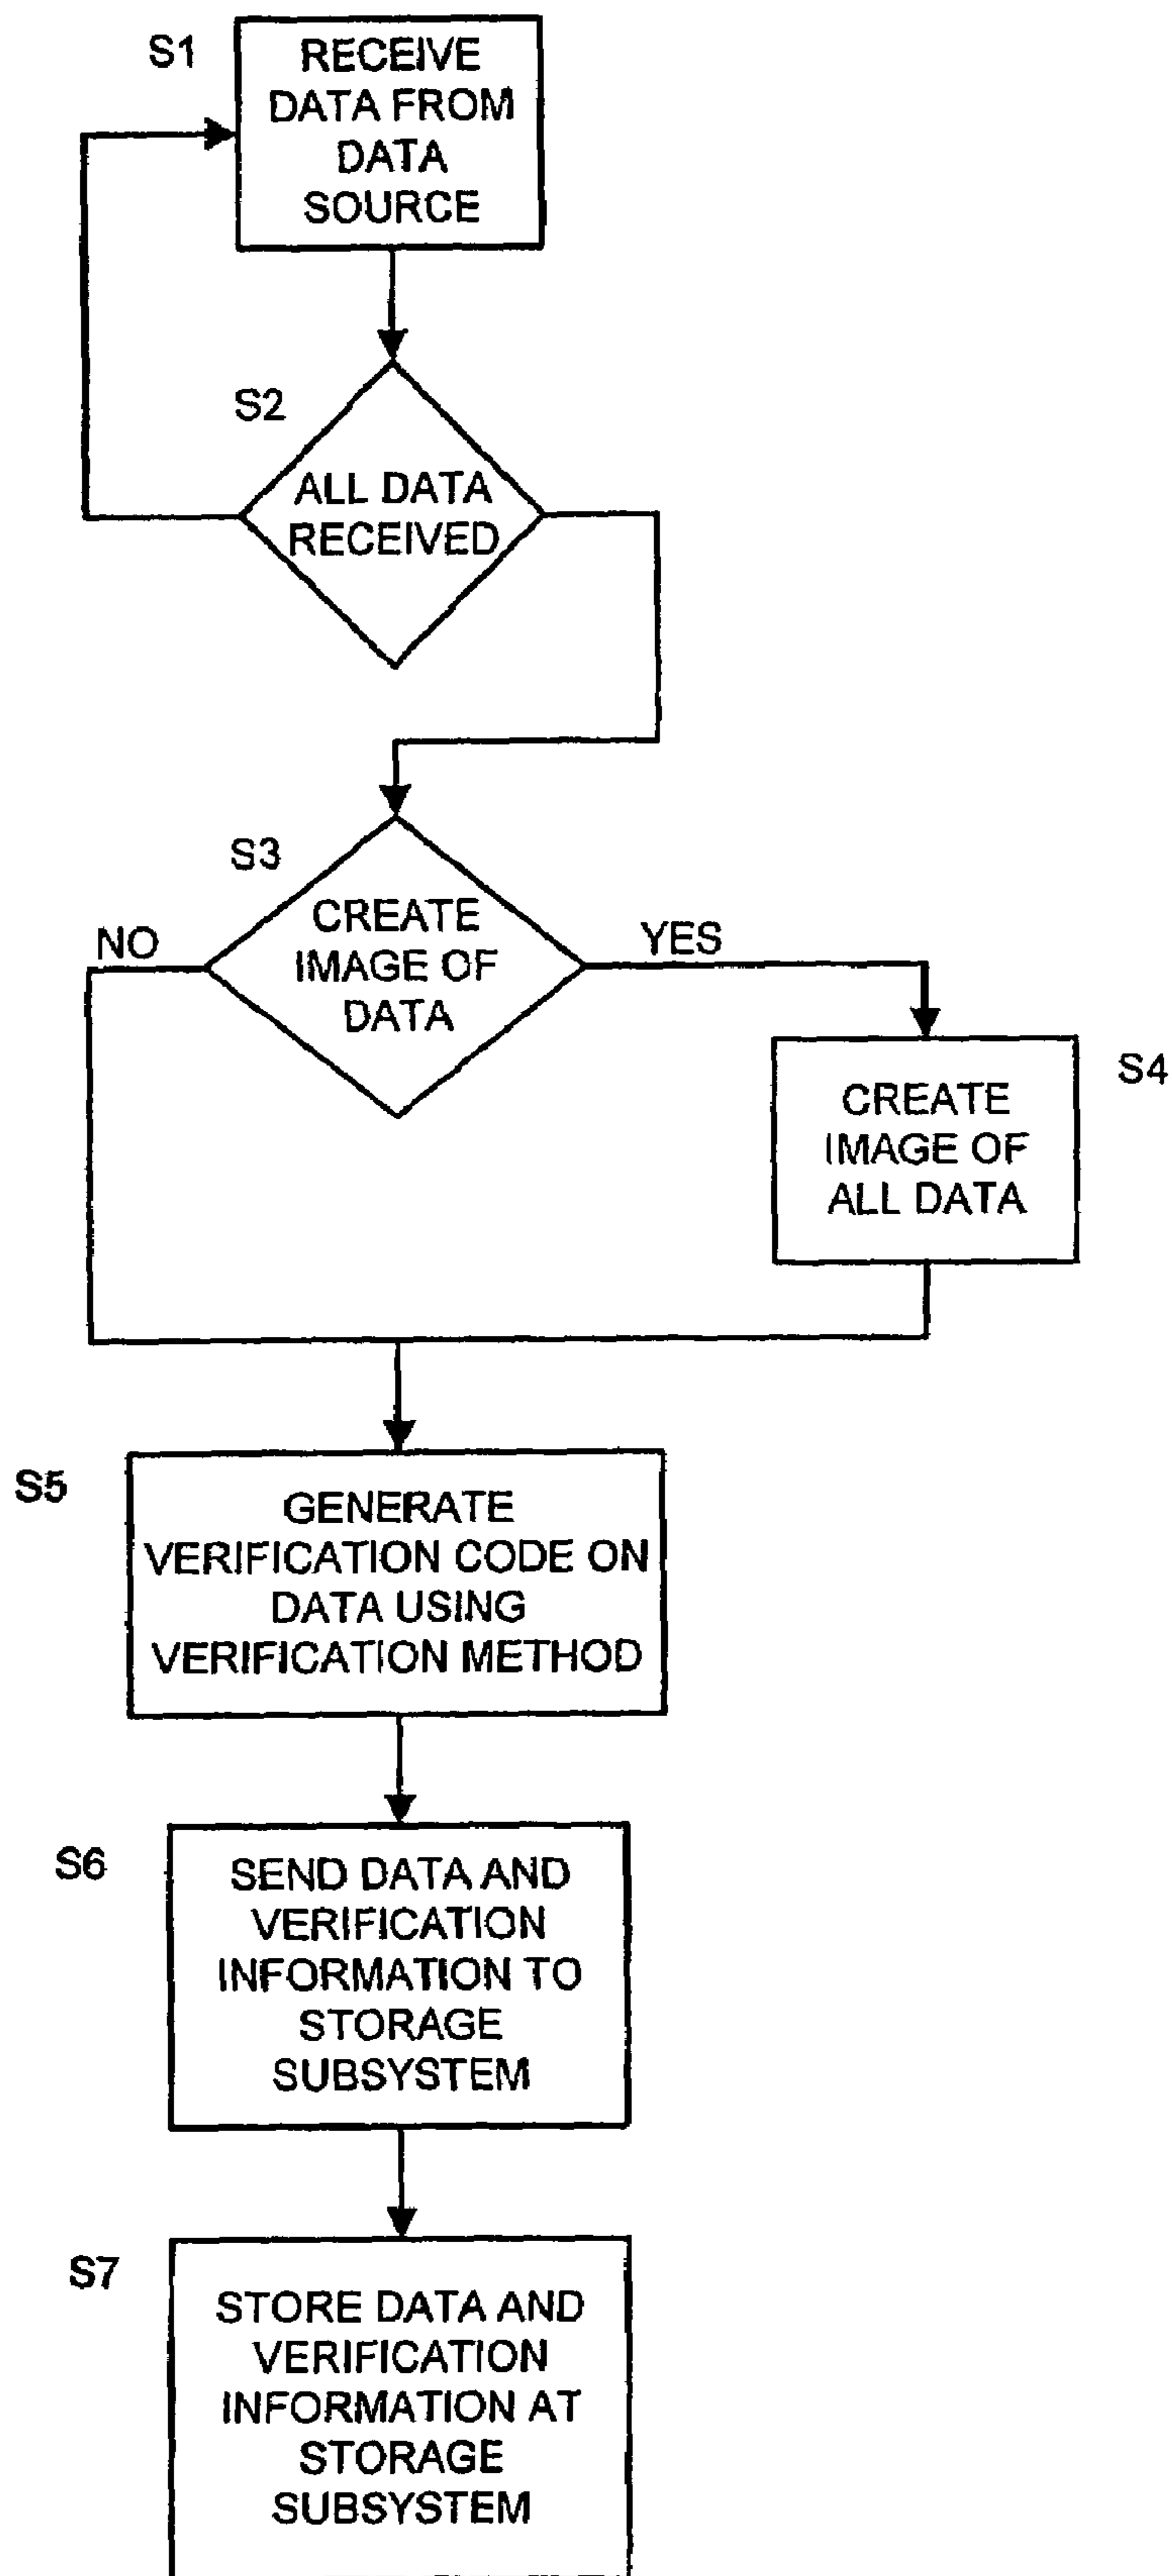 S1
RECEIVE
DATA FROM
DATA
SOURCE
S2
ALL DATA
RECEIVED
S3
CREATE
IMAGE OF
DATA
NO
YES
S4
CREATE
IMAGE OF
ALL DATA
S5
GENERATE
VERIFICATION CODE ON
DATA USING
VERIFICATION METHOD
S6
SEND DATA AND
VERIFICATION
INFORMATION TO
STORAGE
SUBSYSTEM
S7
STORE DATA AND
VERIFICATION
INFORMATION AT
STORAGE
SUBSYSTEM